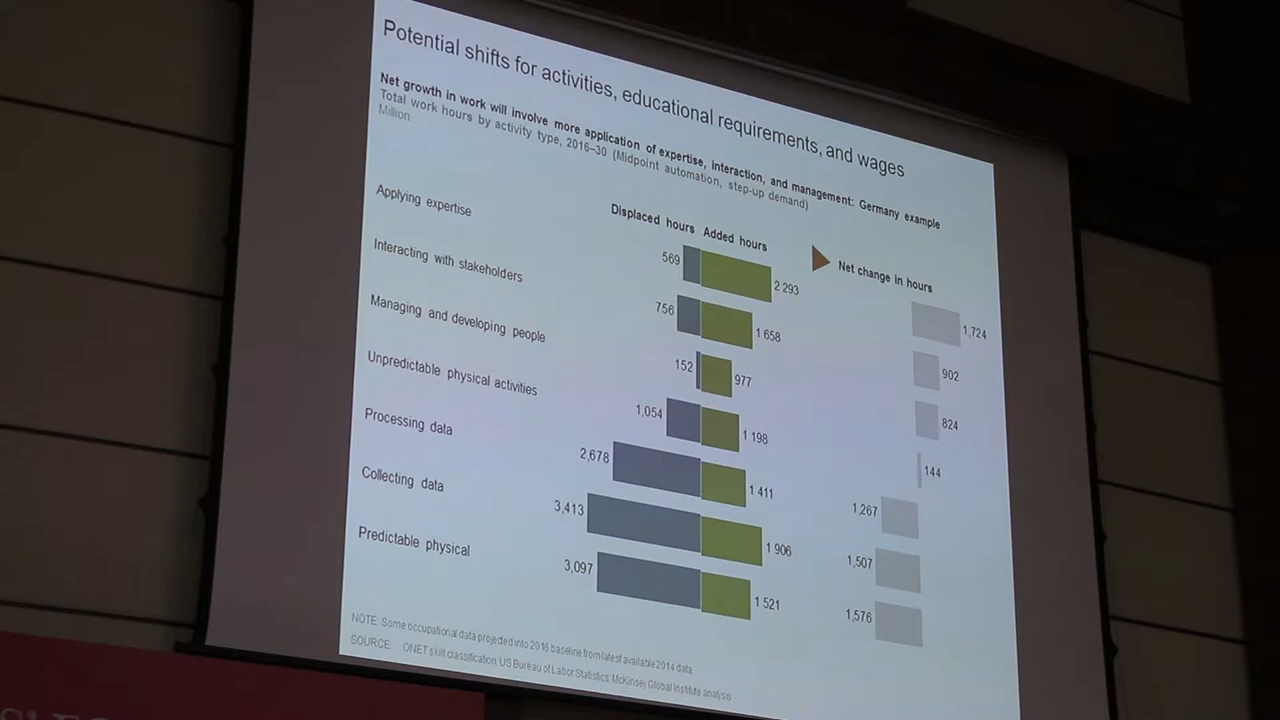 Potential shifts for activities, educational requirements, and wages
Net growth in work will involve more application of expertise, interaction, and management: Germany example
Total work hours by activity type, 2016–30 (Midpoint automation, step-up demand)
Million
Displaced hours Added hours
Net change in hours
Applying expertise 569 2 293 1,724
Interacting with stakeholders 756 1 658 902
Managing and developing people 152 977 824
Unpredictable physical activities 1,054 1 198 144
Processing data 2,678 1 411 1,267
Collecting data 3,413 1 906 1,507
Predictable physical 3,097 1 521 1,576
NOTE: Some occupational data projected into 2016 baseline from latest available 2014 data.
SOURCE: ONET skill classification, US Bureau of Labor Statistics; McKinsey Global Institute analysis